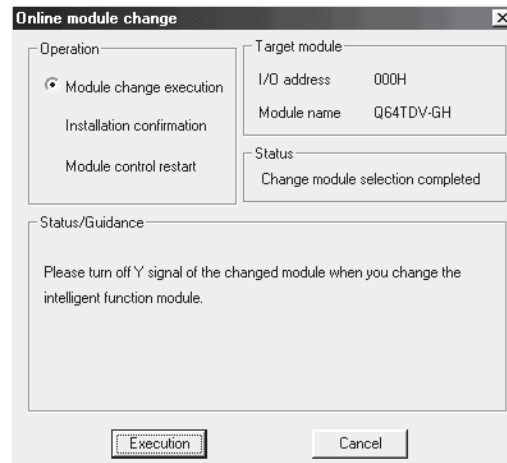 Online module change
Operation
Module change execution
Installation confirmation
Module control restart
Target module
I/O address 000H
Module name Q64TDV-GH
Status
Change module selection completed
Status/Guidance
Please turn off Y signal of the changed module when you change the
intelligent function module.
Execution Cancel